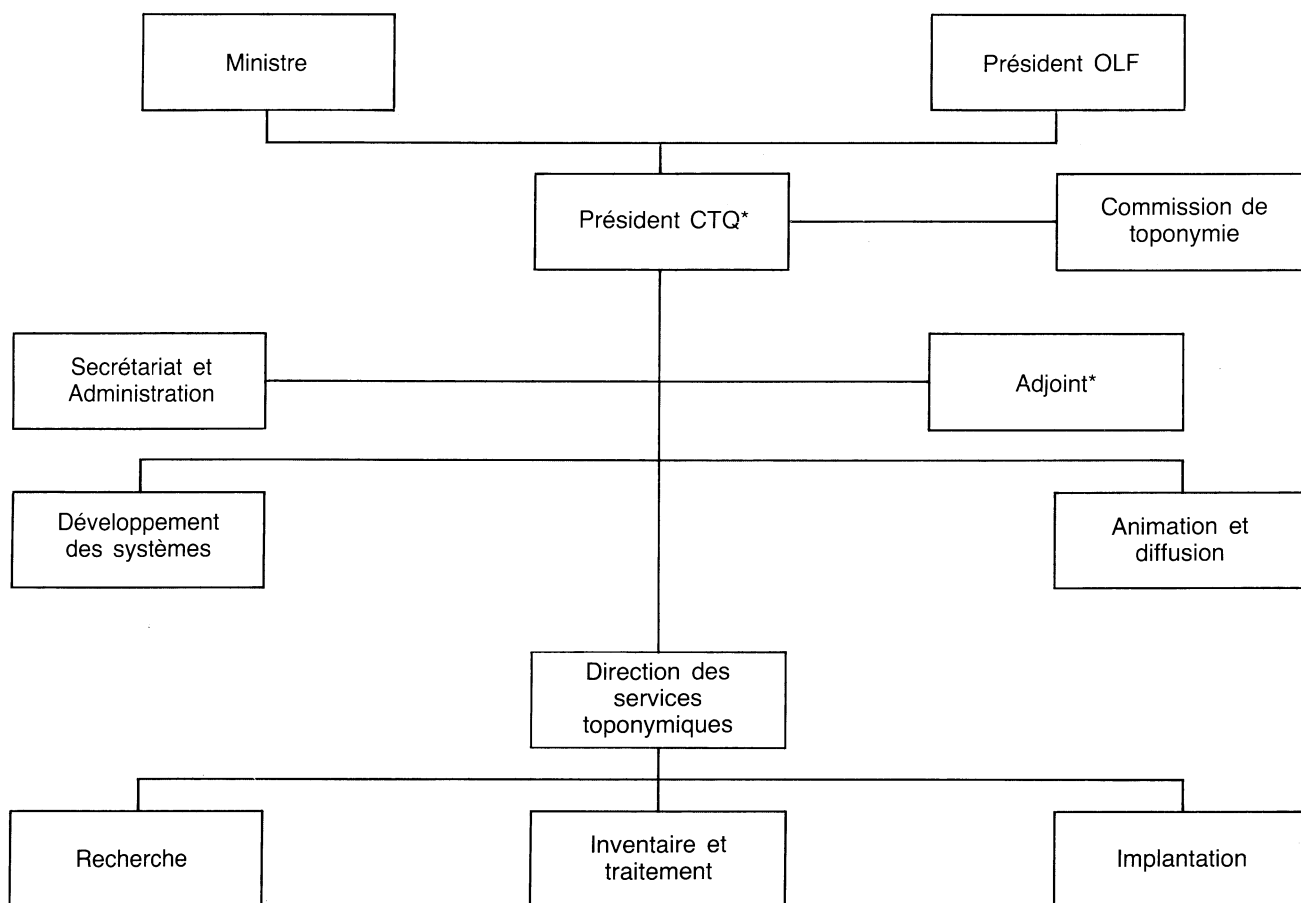 Ministre
Président OLF
Président CTQ*
Commission de
toponymie
Secrétariat et
Administration
Adjoint*
Développement
des systèmes
Animation et
diffusion
Direction des
services
toponymiques
Recherche
Inventaire et
traitement
Implantation